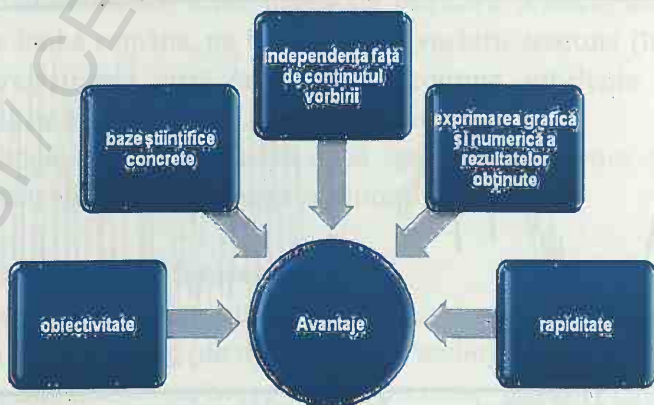 independența față
de conținutul
vorbirii
baze științifice
concrete
exprimarea grafică
și numerică a
rezultatelor
obținute
obiectivitate
Avantaje
rapiditate